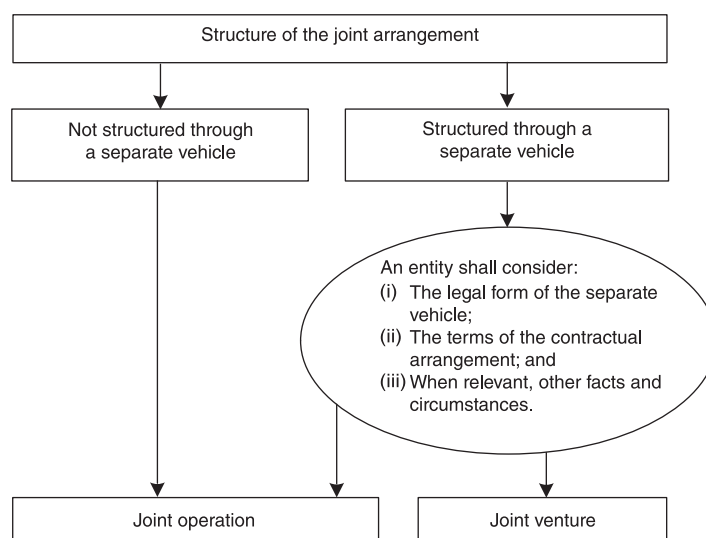 Structure of the joint arrangement
Not structured through
a separate vehicle
Structured through a
separate vehicle
An entity shall consider:
(i) The legal form of the separate
vehicle;
(ii) The terms of the contractual
arrangement; and
(iii) When relevant, other facts and
circumstances.
Joint operation
Joint venture